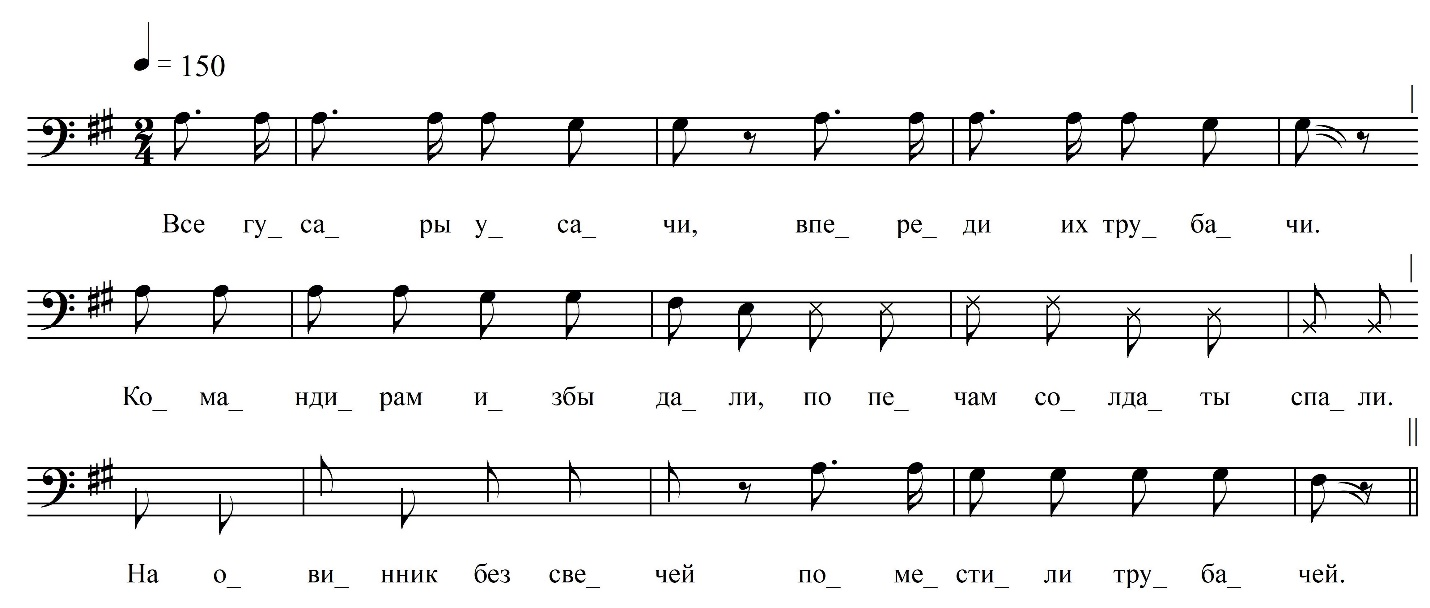 = 150
2
4
Все гу_ са_ ры у_ са_ чи, впе_ ре_ ди их тру_ ба_ чи.
Ко_ ма_ нди_ рам и_ збы да_ ли, по пе_ чам со_ лда_ ты спа_ ли.
На о_ ви_ нник без све_ чей по_ ме_ сти_ ли тру_ ба_ чей.